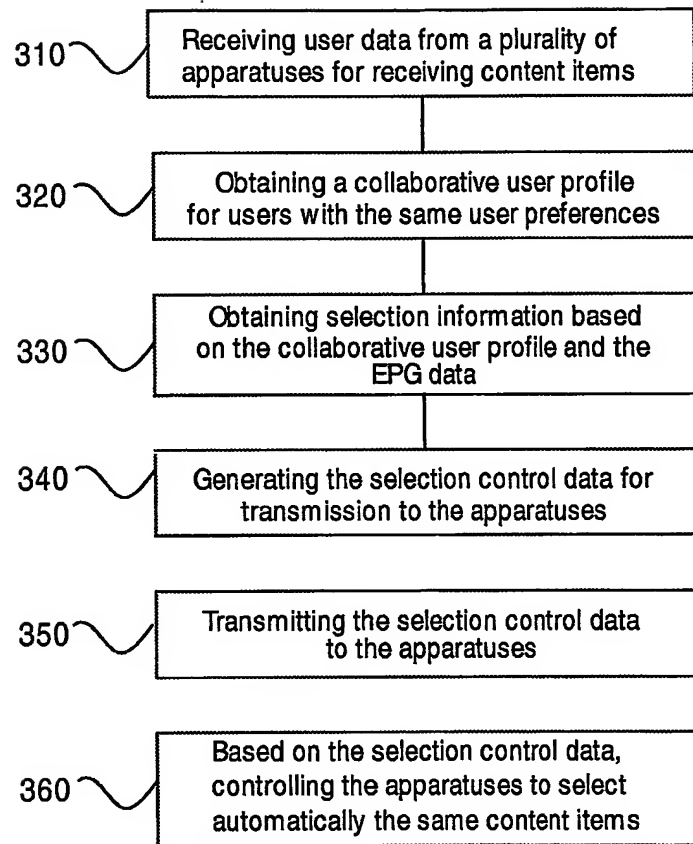 310
Receiving user data from a plurality of
apparatuses for receiving content items
320
Obtaining a collaborative user profile
for users with the same user preferences
330
Obtaining selection information based
on the collaborative user profile and the
EPG data
340
Generating the selection control data for
transmission to the apparatuses
350
Transmitting the selection control data
to the apparatuses
360
Based on the selection control data,
controlling the apparatuses to select
automatically the same content items